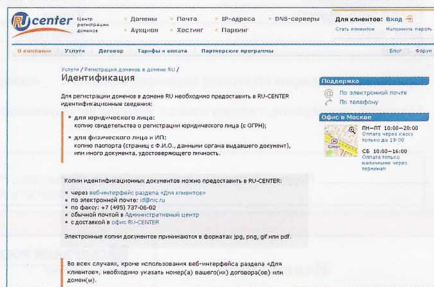 RU center
Центр регистрации доменов
Домены
Почта
IP-адреса
DNS-серверы
Аукцион
Хостинг
Паркинг
Для клиентов: Вход
Стать клиентом
Напомнить пароль
О компании
Услуги
Договор
Тарифы и оплата
Партнерские программы
Блог
Форум
Услуги / Регистрация доменов в домене RU /
Идентификация
Для регистрации доменов в домене RU необходимо предоставить в RU-CENTER
идентификационные сведения:
для юридического лица:
копию свидетельства о регистрации юридического лица (с ОГРН);
для физического лица и ИП:
копию паспорта (страниц с Ф.И.О., данными органа выдавшего документ),
или иного документа, удостоверяющего личность.
Копии идентификационных документов можно предоставить в RU-CENTER:
через веб-интерфейс раздела «Для клиентов»
по электронной почте: id@nic.ru
по факсу: +7 (495) 737-06-02
обычной почтой в Административный центр
с доставкой в офис RU-CENTER
Электронные копии документов принимаются в форматах jpg, png, gif или pdf.
Во всех случаях, кроме использования веб-интерфейса раздела «Для
клиентов», необходимо указать номер(а) вашего(их) договора(ов) или
домен(ы).
Поддержка
По электронной почте
По телефону
Офис в Москве
ПН–ПТ 10:00–20:00
Оплата через кассу
только до 19:00
СБ 10:00–16:00
Оплата только
наличными через
терминал